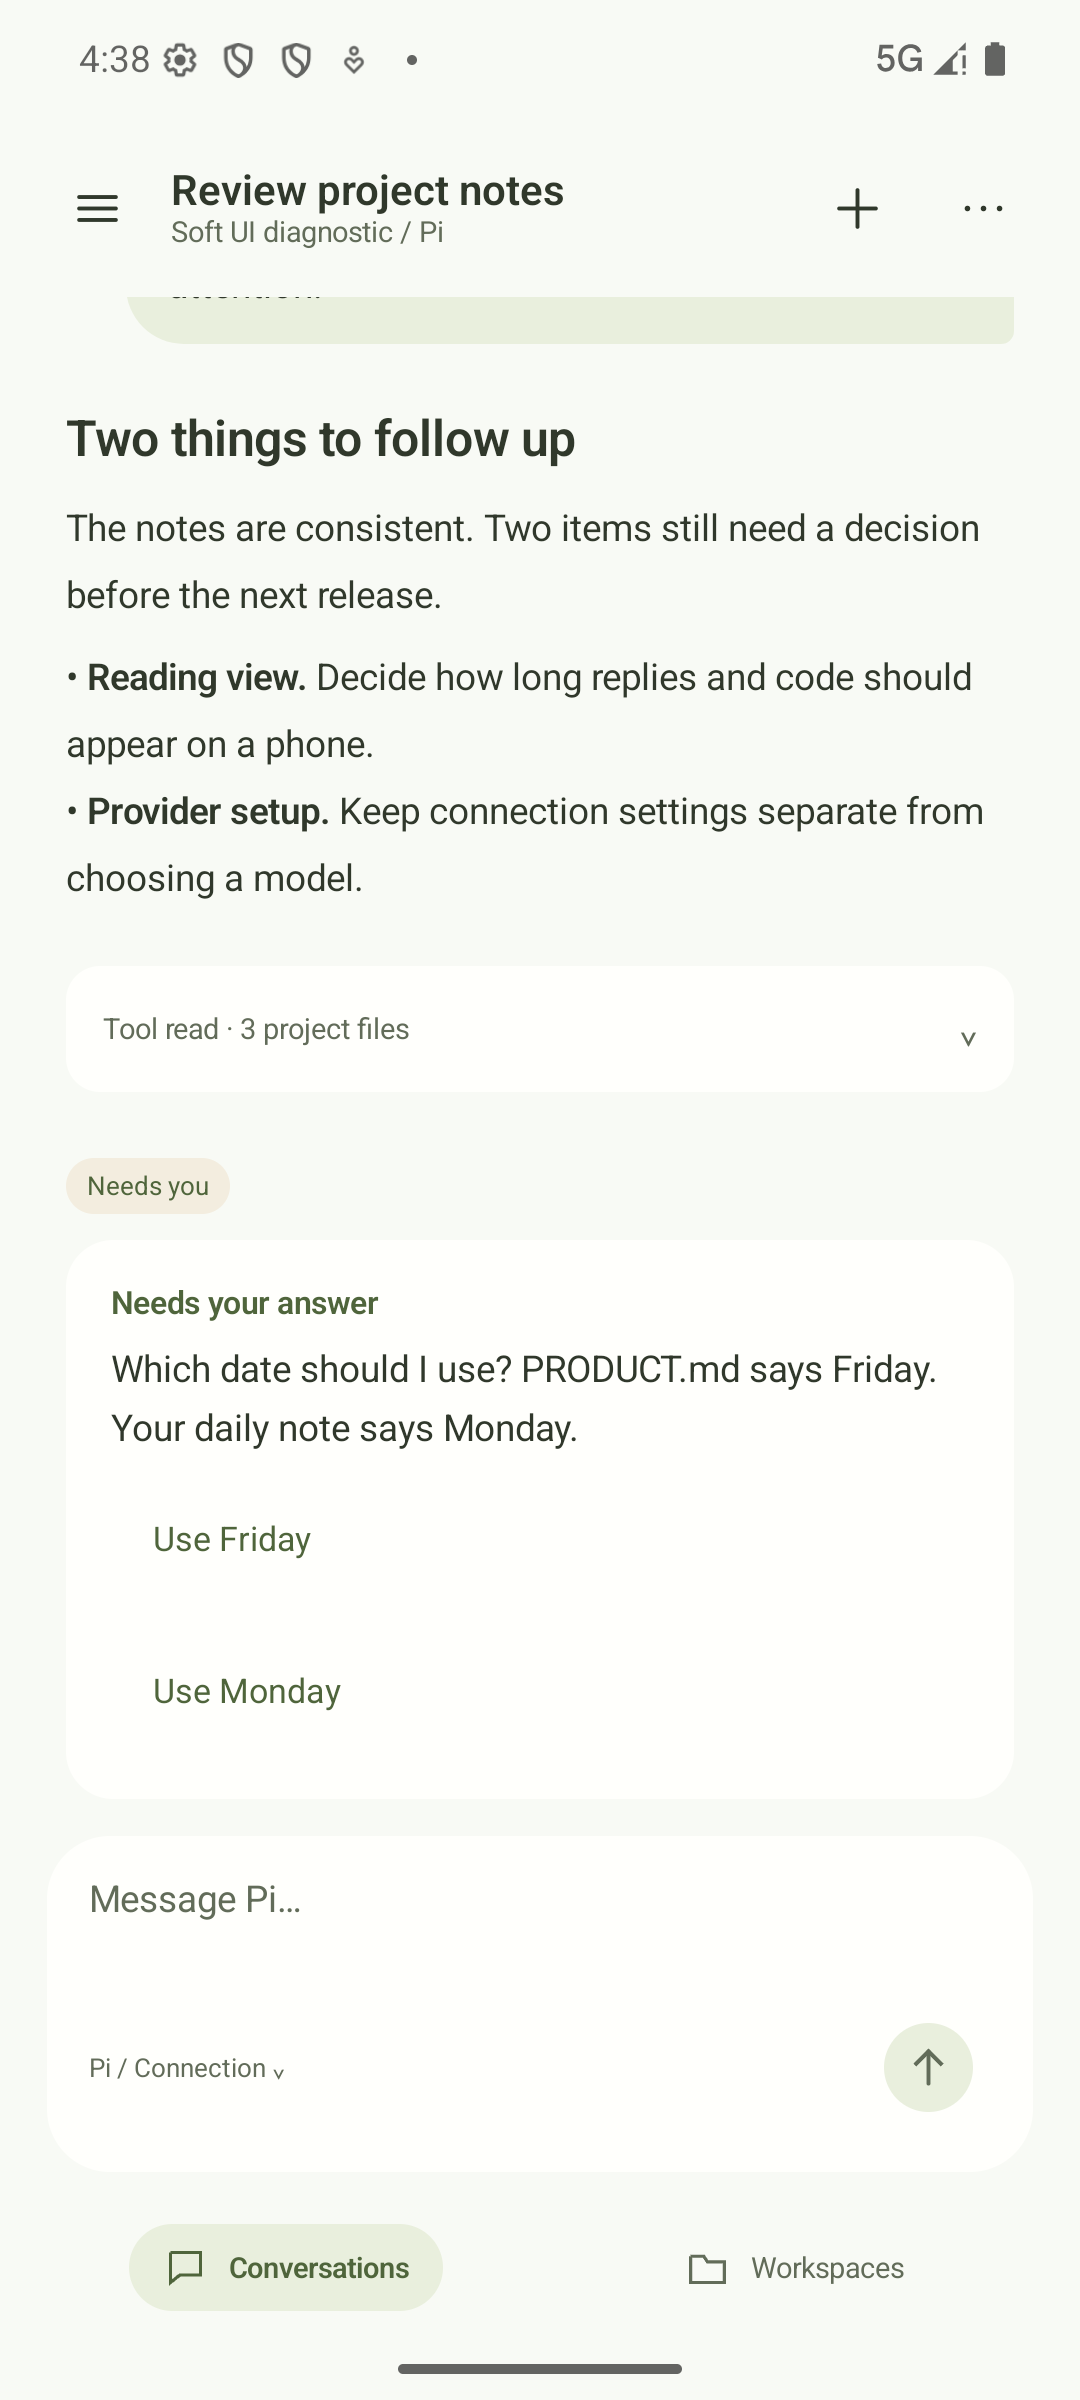 4:38
5G
Review project notes
Soft UI diagnostic / Pi
Two things to follow up
The notes are consistent. Two items still need a decision
before the next release.
• Reading view. Decide how long replies and code should
appear on a phone.
• Provider setup. Keep connection settings separate from
choosing a model.
Tool read · 3 project files
Needs you
Needs your answer
Which date should I use? PRODUCT.md says Friday.
Your daily note says Monday.
Use Friday
Use Monday
Message Pi…
Pi / Connection
Conversations
Workspaces